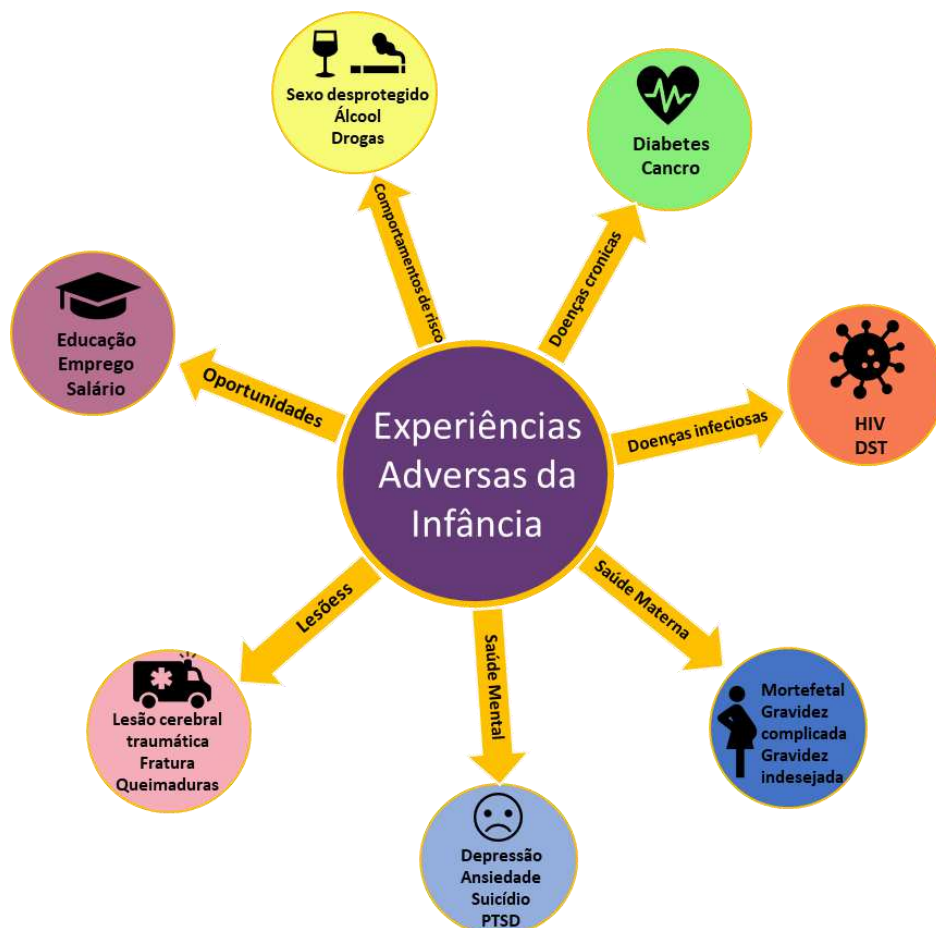 Sexo desprotegido
Álcool
Drogas
Diabetes
Cancro
Comportamentos de risco
Doenças cronicas
Educação
Emprego
Salário
Oportunidades
Experiências
Adversas da
Infância
Doenças infeciosas
HIV
DST
Lesõess
Saúde Mental
Saúde Materna
Lesão cerebral
traumática
Fratura
Queimaduras
Mortefetal
Gravidez
complicada
Gravidez
indesejada
Depressão
Ansiedade
Suicídio
PTSD